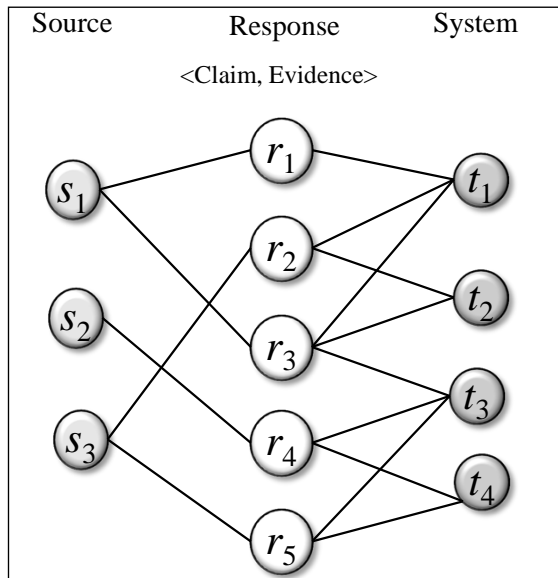 Source Response System
<Claim, Evidence>
r1
s1 t1
r2
t2
s2
r3
t3
s3 r4
t4
r5